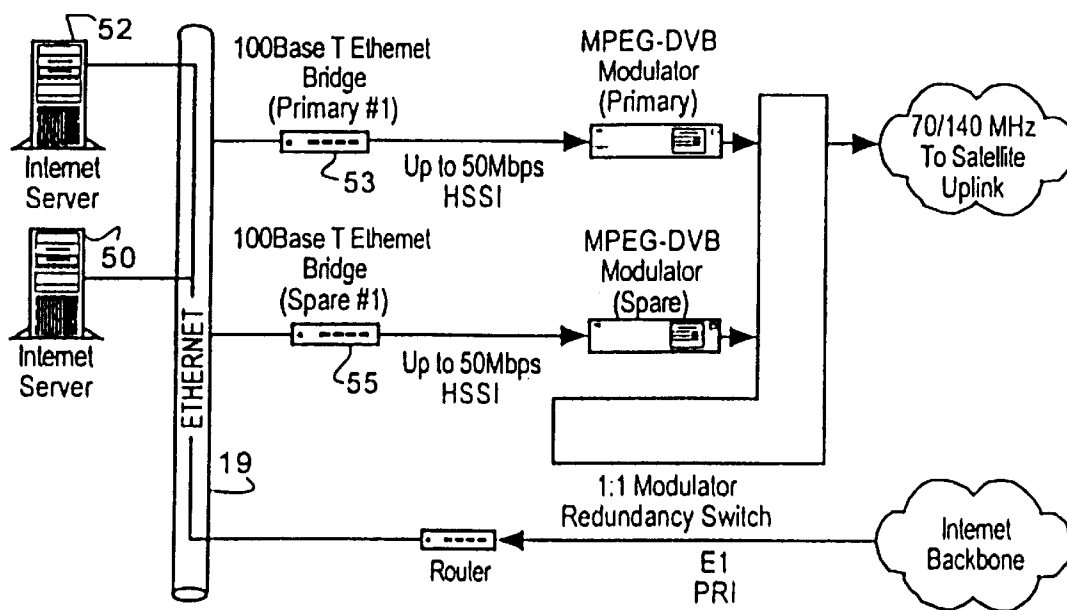 52
Internet
Server
50
Internet
Server
ETHERNET
19
100Base T Ethernet
Bridge
(Primary #1)
53
Up to 50Mbps
HSSI
MPEG-DVB
Modulator
(Primary)
70/140 MHz
To Satellite
Uplink
100Base T Ethernet
Bridge
(Spare #1)
55
Up to 50Mbps
HSSI
MPEG-DVB
Modulator
(Spare)
1:1 Modulator
Redundancy Switch
Router
E1
PRI
Internet
Backbone